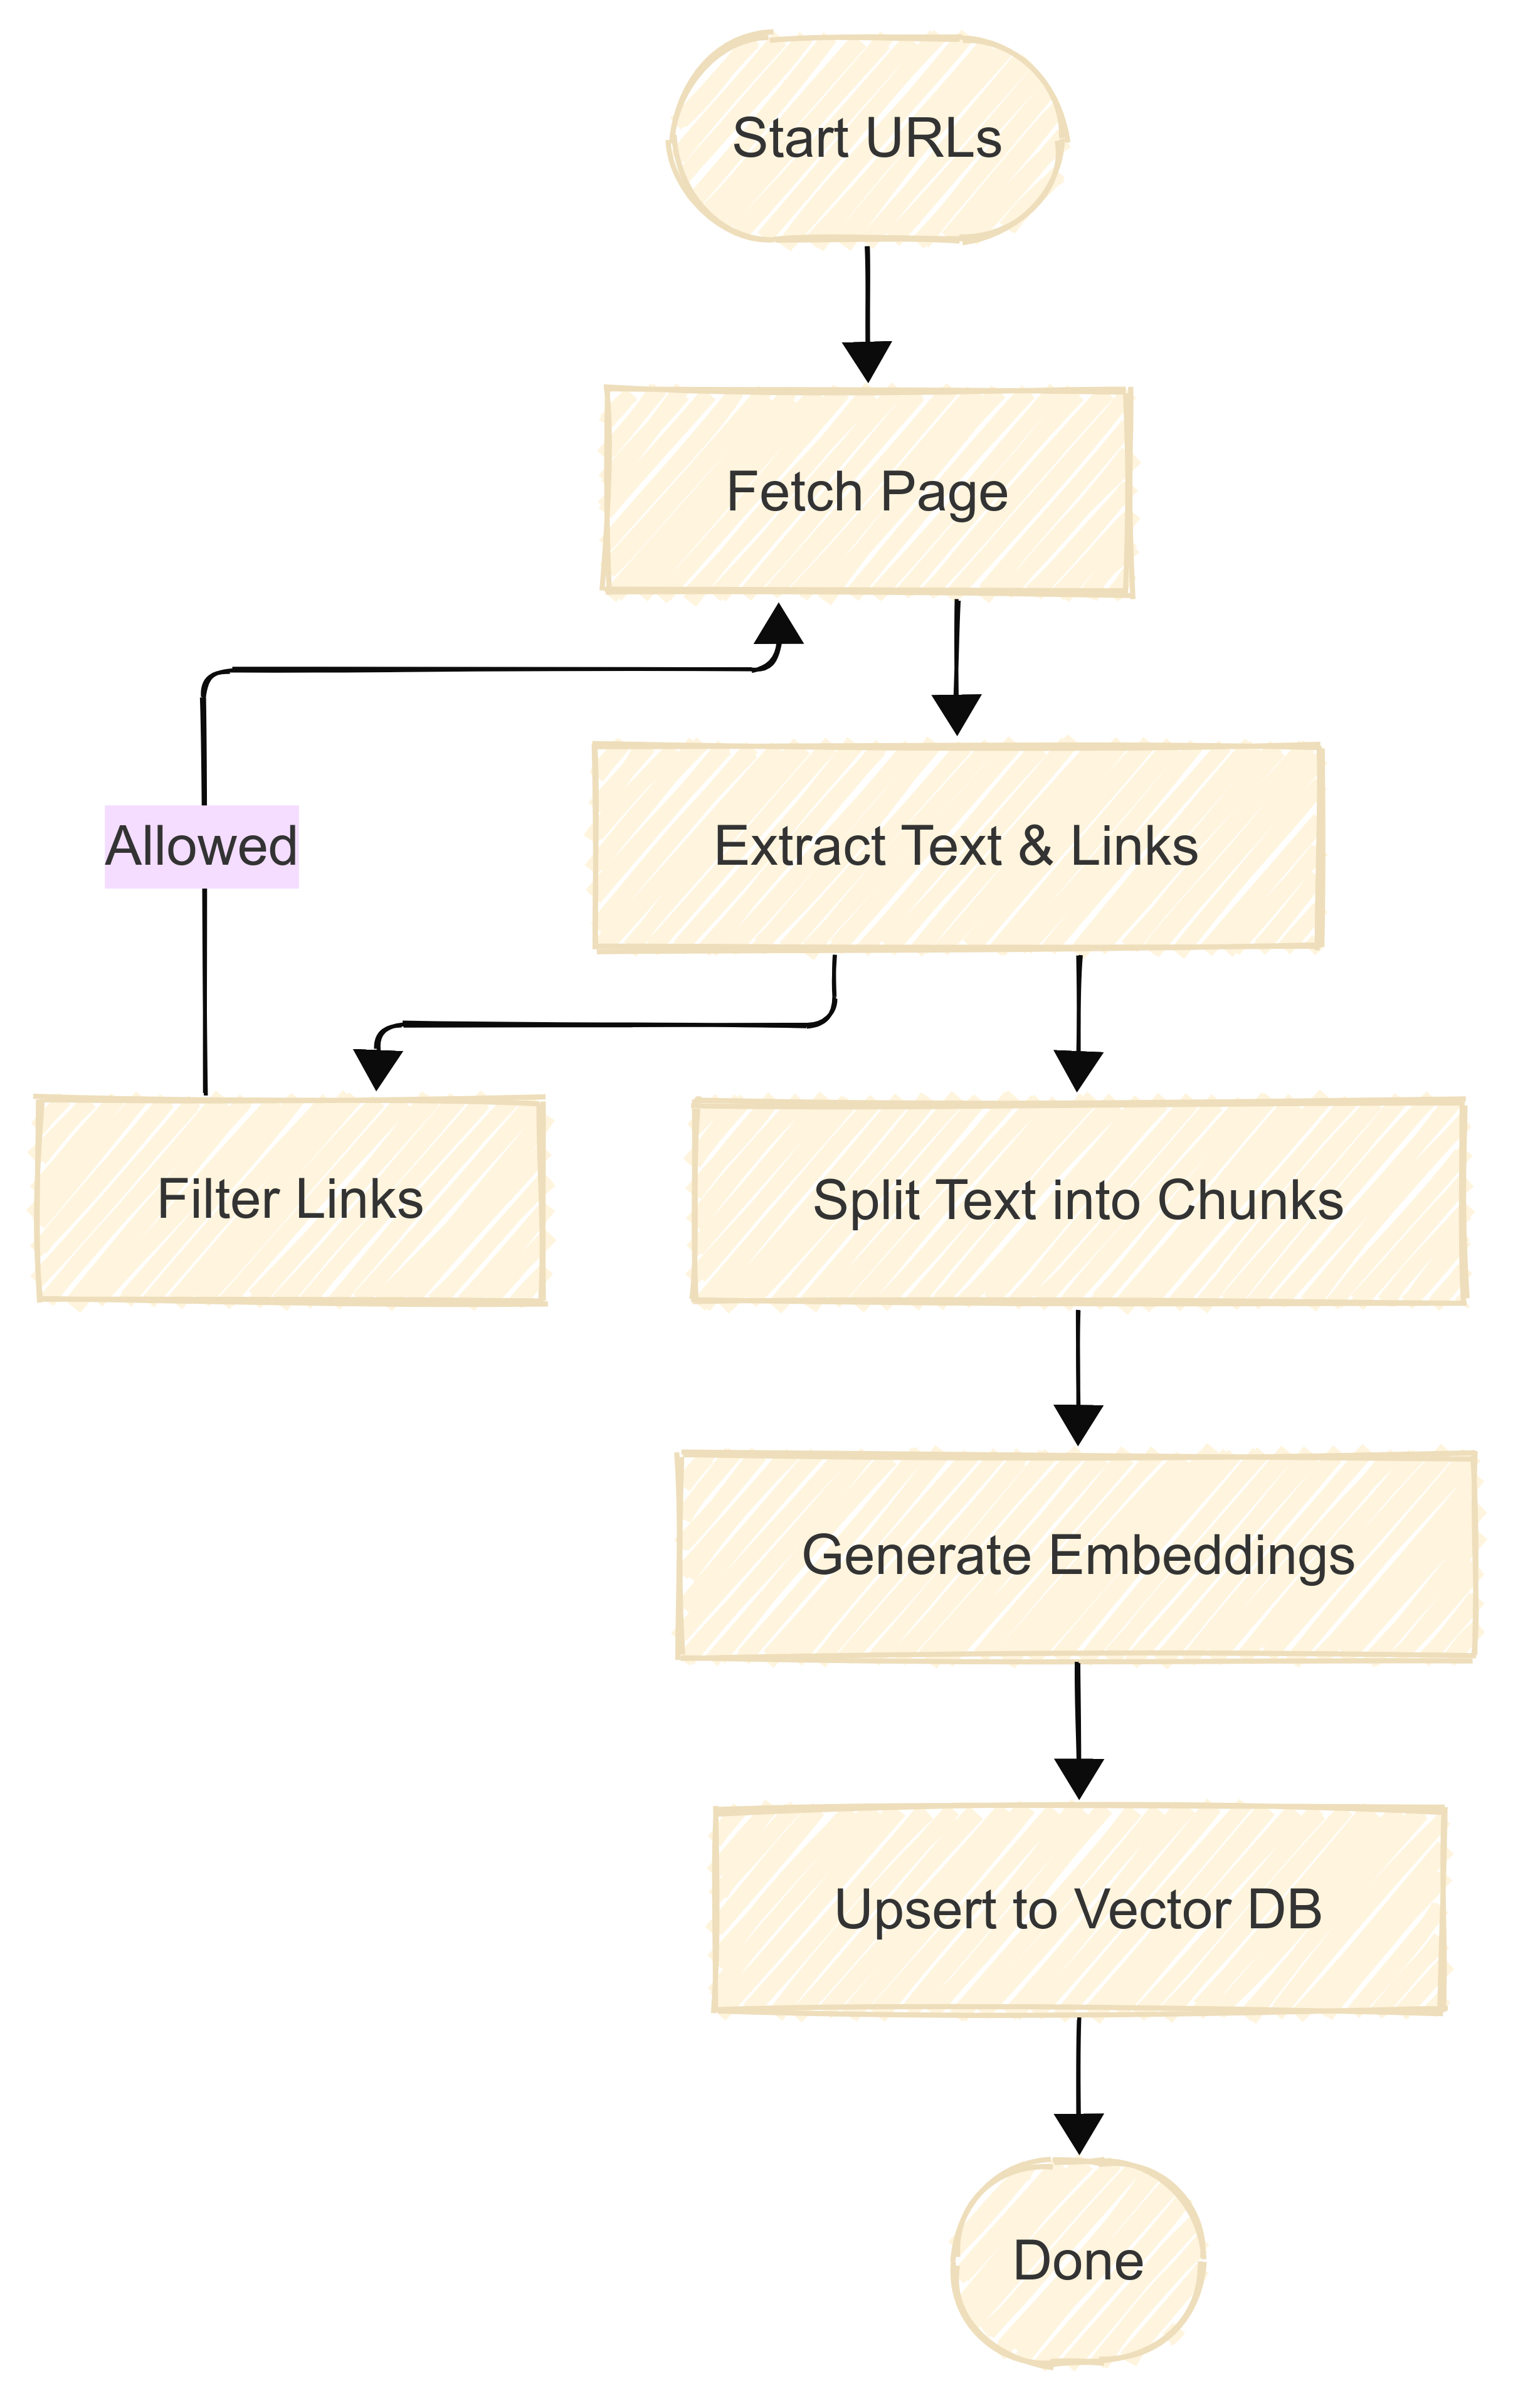 Start URLs
Fetch Page
Extract Text & Links
Allowed
Filter Links
Split Text into Chunks
Generate Embeddings
Upsert to Vector DB
Done